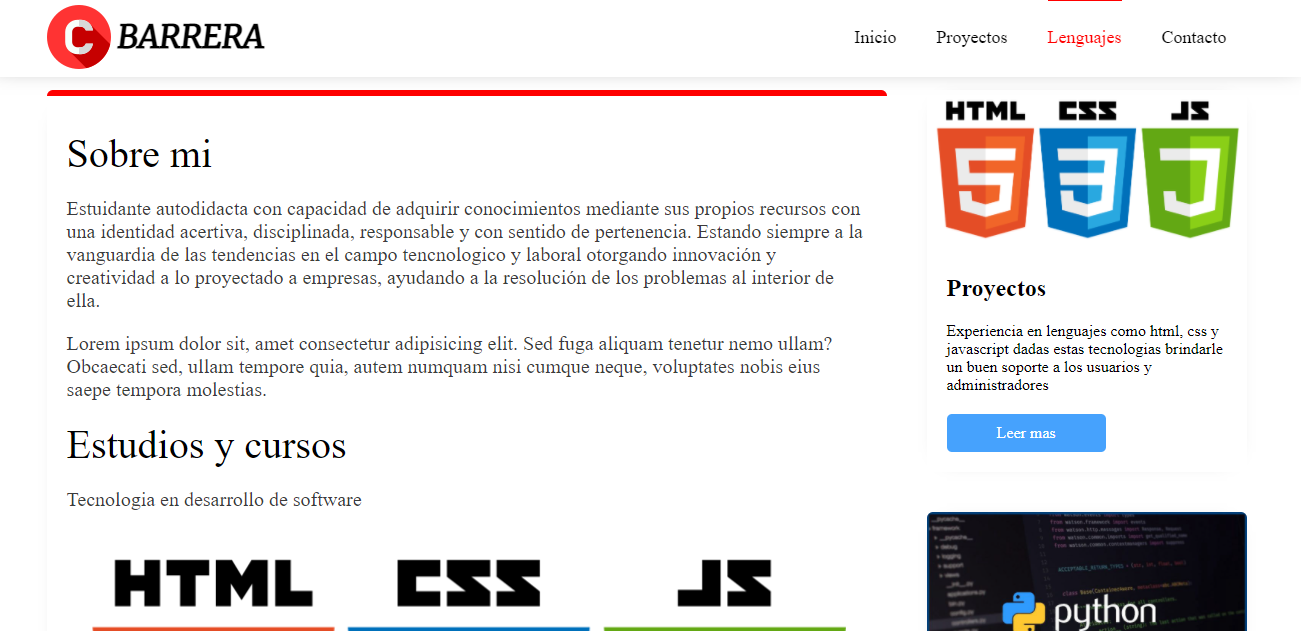 C BARRERA
Inicio
Proyectos
Lenguajes
Contacto
Sobre mi
Estuidante autodidacta con capacidad de adquirir conocimientos mediante sus propios recursos con
una identidad acertiva, disciplinada, responsable y con sentido de pertenencia. Estando siempre a la
vanguardia de las tendencias en el campo tencnologico y laboral otorgando innovación y
creatividad a lo proyectado a empresas, ayudando a la resolución de los problemas al interior de
ella.
Lorem ipsum dolor sit, amet consectetur adipisicing elit. Sed fuga aliquam tenetur nemo ullam?
Obcaecati sed, ullam tempore quia, autem numquam nisi cumque neque, voluptates nobis eius
saepe tempora molestias.
Estudios y cursos
Tecnologia en desarrollo de software
HTML CSS JS
HTML CSS JS
5 3 J
Proyectos
Experiencia en lenguajes como html, css y
javascript dadas estas tecnologias brindarle
un buen soporte a los usuarios y
administradores
Leer mas
python